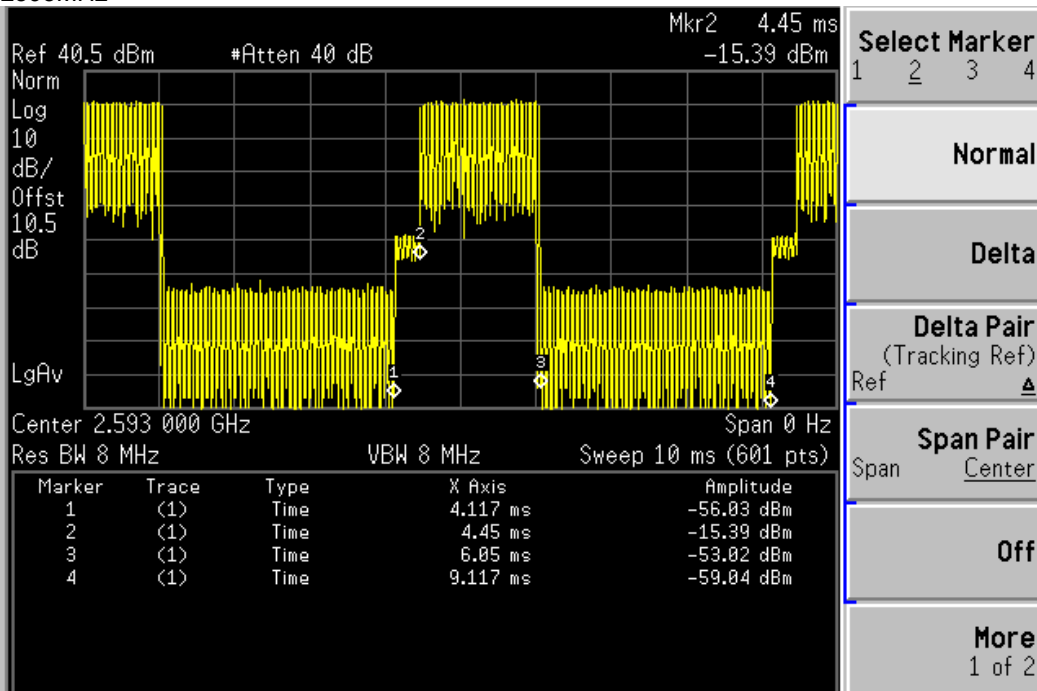 Mkr2 4.45 ms
Ref 40.5 dBm #Atten 40 dB -15.39 dBm
Norm
Log
10
dB/
Offst
10.5
dB
LgAv
1
2
3
4
Center 2.593 000 GHz Span 0 Hz
Res BW 8 MHz VBW 8 MHz Sweep 10 ms (601 pts)
Marker Trace Type X Axis Amplitude
1 (1) Time 4.117 ms -56.03 dBm
2 (1) Time 4.45 ms -15.39 dBm
3 (1) Time 6.05 ms -53.02 dBm
4 (1) Time 9.117 ms -59.04 dBm
Select Marker
1 2 3 4
Normal
Delta
Delta Pair
(Tracking Ref)
Ref Δ
Span Pair
Span Center
Off
More
1 of 2